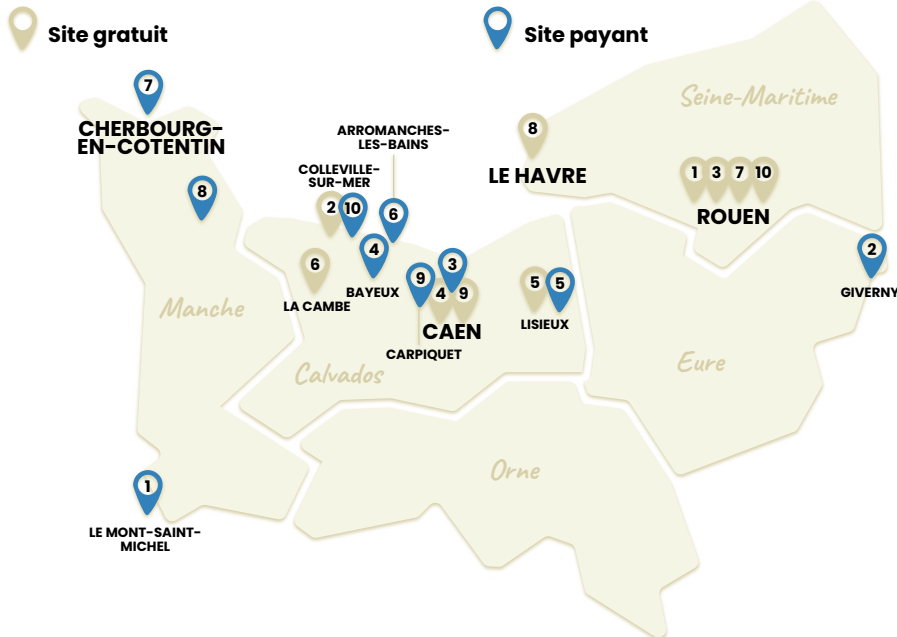 Site gratuit
Site payant
Seine-Maritime
7
CHERBOURG-
EN-COTENTIN
8
ARROMANCHES-
LES-BAINS
COLLEVILLE-
SUR-MER
LE HAVRE
8
1 3 7 10
ROUEN
2 10
6
4
BAYEUX
6
LA CAMBE
9
3
4 9
CAEN
CARPIQUET
5 5
LISIEUX
2
GIVERNY
Manche
Calvados
Eure
Orne
1
LE MONT-SAINT-
MICHEL